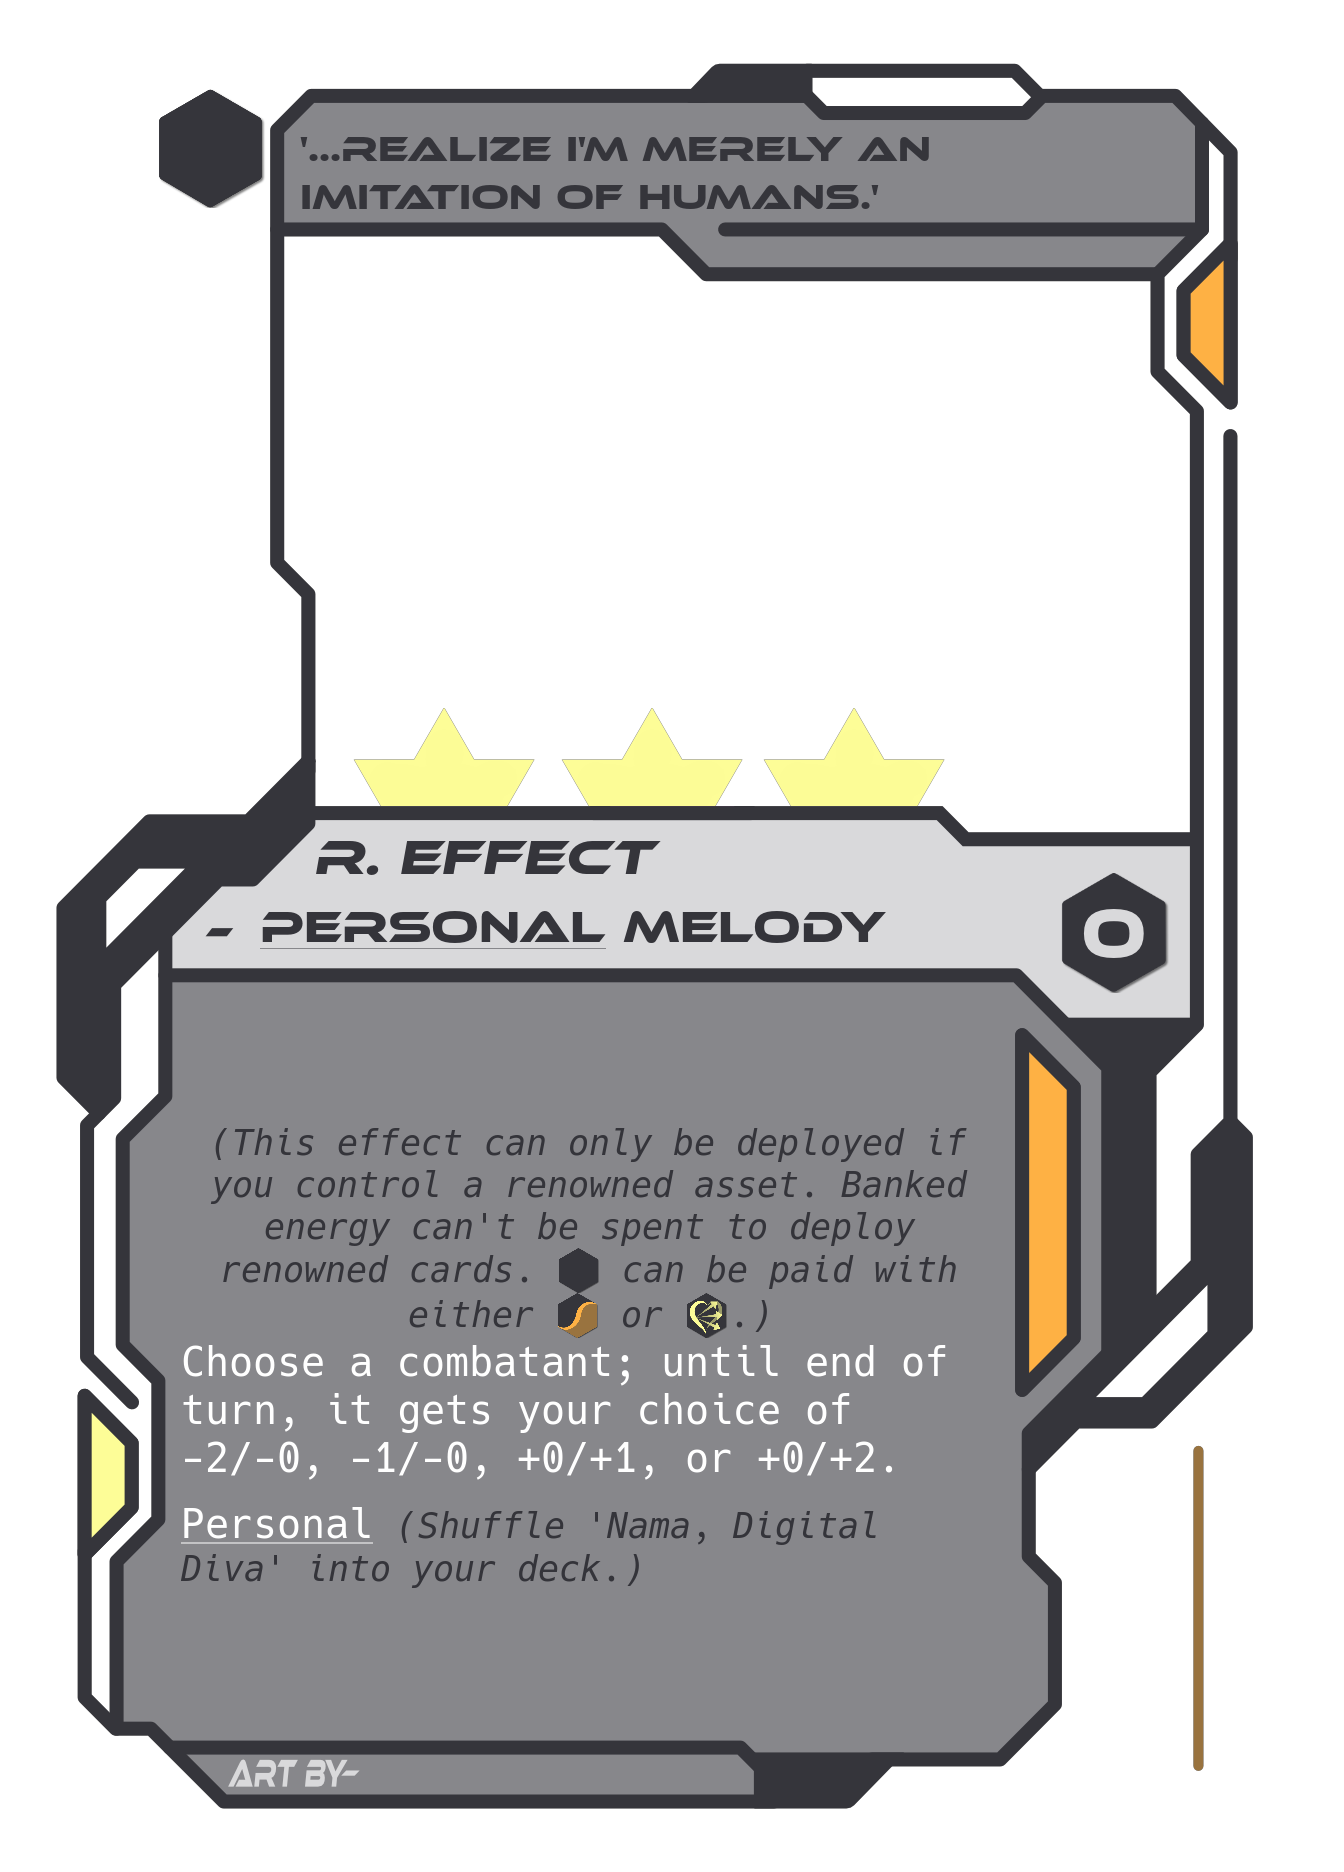 '...REALIZE I'M MERELY AN
IMITATION OF HUMANS.'
R. EFFECT
- PERSONAL MELODY
0
(This effect can only be deployed if
you control a renowned asset. Banked
energy can't be spent to deploy
renowned cards. can be paid with
either or .)
Choose a combatant; until end of
turn, it gets your choice of
-2/-0, -1/-0, +0/+1, or +0/+2.
Personal (Shuffle 'Nama, Digital
Diva' into your deck.)
ART BY-